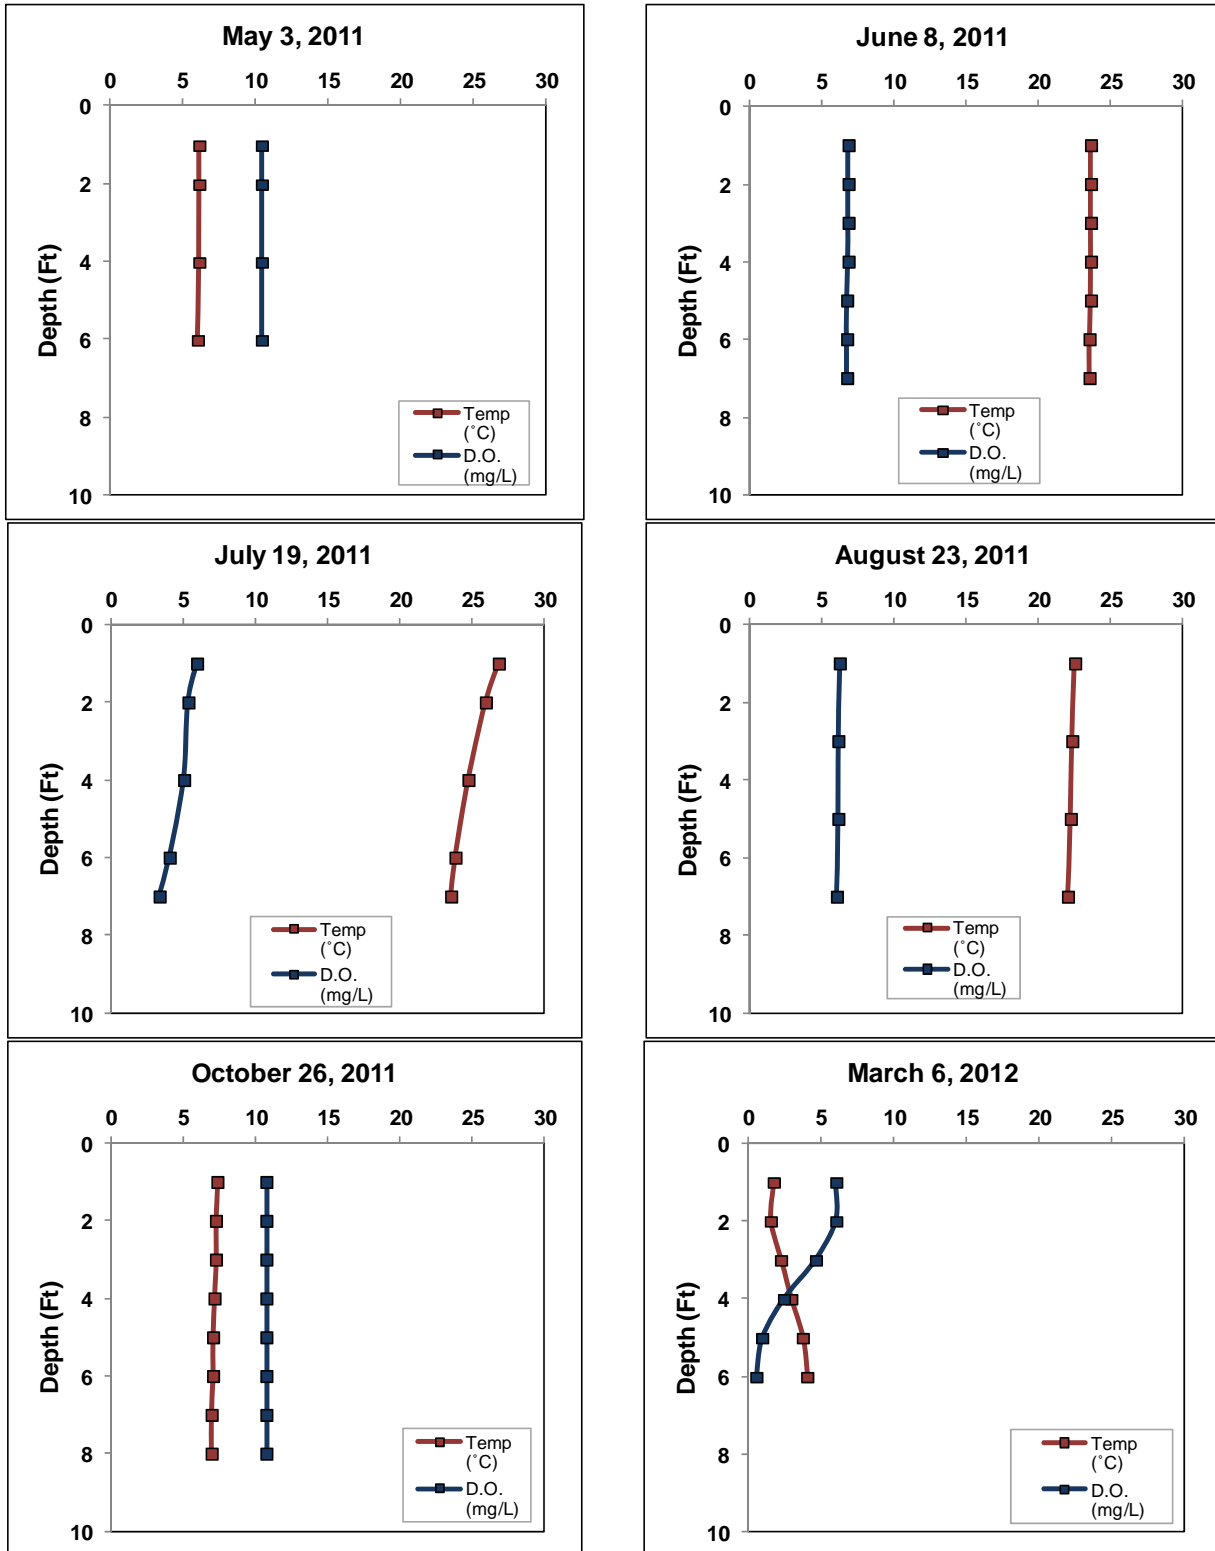 May 3, 2011
0 5 10 15 20 25 30
0
2
4
6
8
10
Depth (Ft)
Temp
(˚C)
D.O.
(mg/L)
June 8, 2011
0 5 10 15 20 25 30
0
2
4
6
8
10
Depth (Ft)
Temp
(˚C)
D.O.
(mg/L)
July 19, 2011
0 5 10 15 20 25 30
0
2
4
6
8
10
Depth (Ft)
Temp
(˚C)
D.O.
(mg/L)
August 23, 2011
0 5 10 15 20 25 30
0
2
4
6
8
10
Depth (Ft)
Temp
(˚C)
D.O.
(mg/L)
October 26, 2011
0 5 10 15 20 25 30
0
2
4
6
8
10
Depth (Ft)
Temp
(˚C)
D.O.
(mg/L)
March 6, 2012
0 5 10 15 20 25 30
0
2
4
6
8
10
Depth (Ft)
Temp
(˚C)
D.O.
(mg/L)